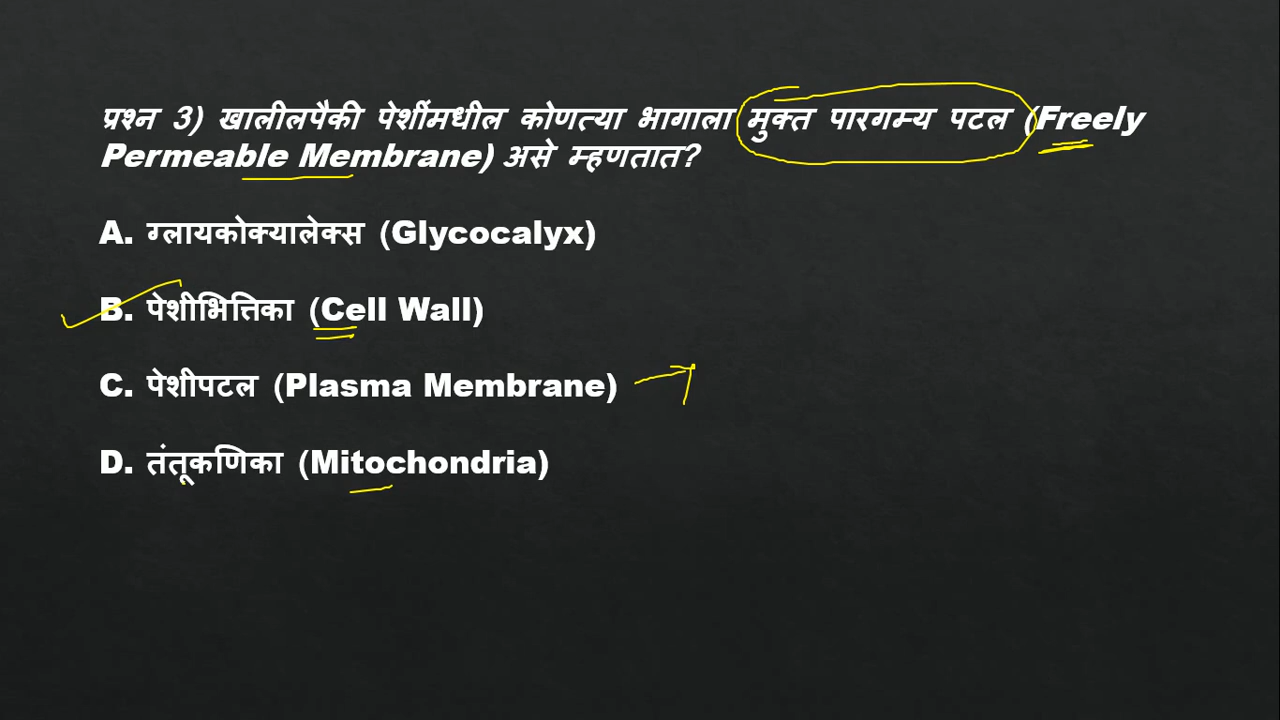 प्रश्न 3) खालीलपैकी पेशींमधील कोणत्या भागाला मुक्त पारगम्य पटल (Freely
Permeable Membrane) असे म्हणतात?
A. ग्लायकोक्यालेक्स (Glycocalyx)
B. पेशीभित्तिका (Cell Wall)
C. पेशीपटल (Plasma Membrane)
D. तंतूकणिका (Mitochondria)